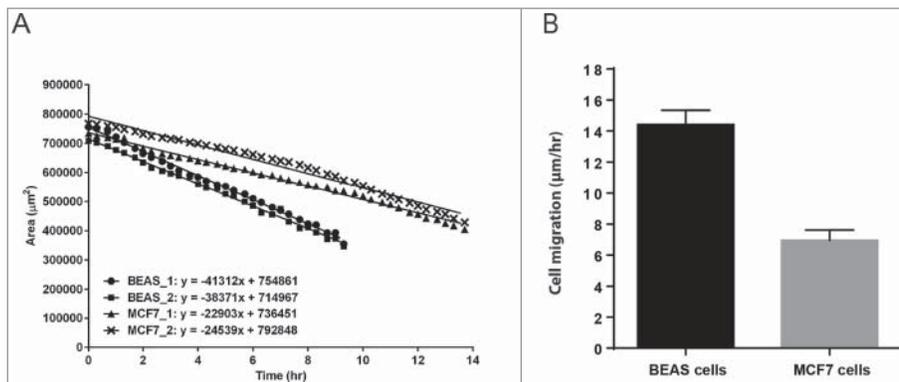 A
900000
800000
700000
600000
500000
400000
300000
200000
100000
0
Area (μm²)
BEAS_1: y = -41312x + 754861
BEAS_2: y = -38371x + 714967
MCF7_1: y = -22903x + 736451
MCF7_2: y = -24539x + 792848
0 2 4 6 8 10 12 14
Time (hr)
B
18
16
14
12
10
8
6
4
2
0
Cell migration (μm/hr)
BEAS cells MCF7 cells